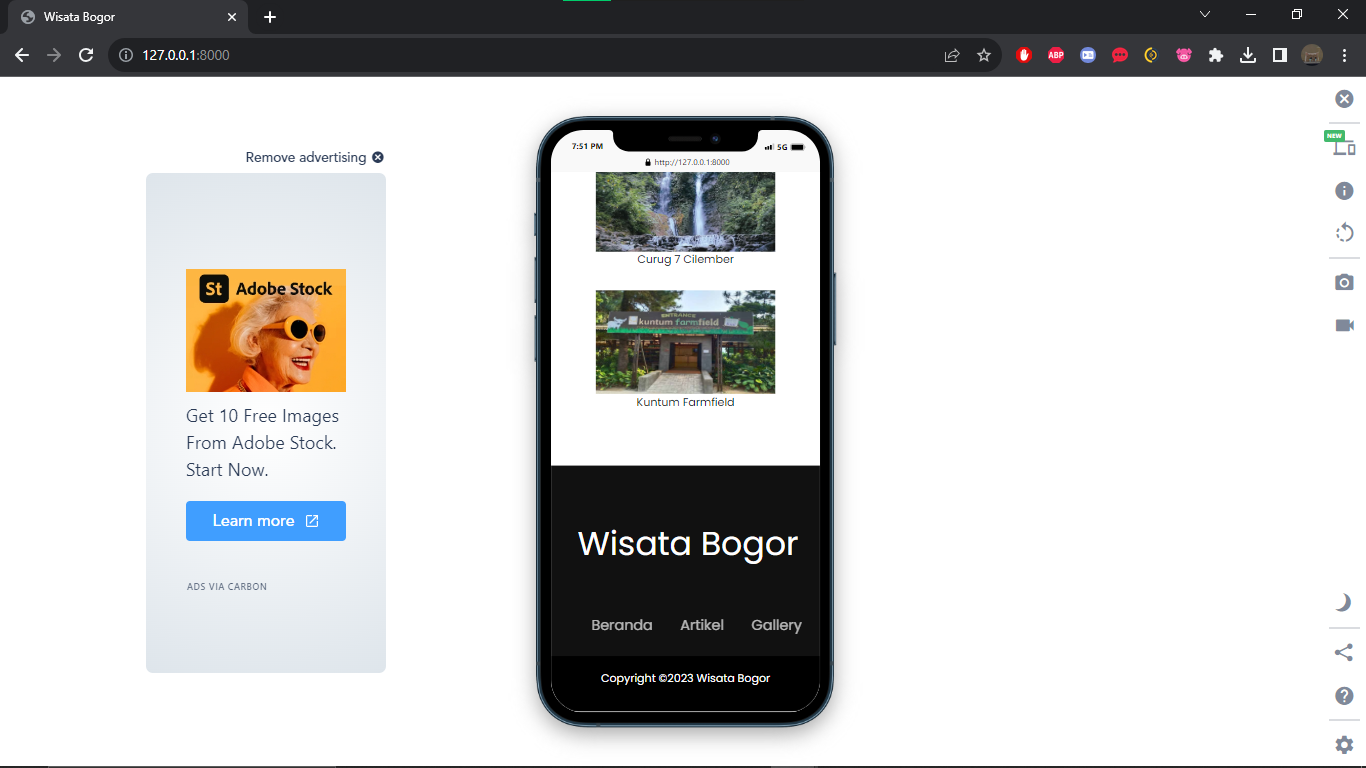 Wisata Bogor
127.0.0.1:8000
ABP
NEW
Remove advertising
St Adobe Stock
Get 10 Free Images
From Adobe Stock.
Start Now.
Learn more
ADS VIA CARBON
7:51 PM
5G
http://127.0.0.1:8000
Curug 7 Cilember
ENTRANCE
kuntum farmfield
Kuntum Farmfield
Wisata Bogor
Beranda Artikel Gallery
Copyright ©2023 Wisata Bogor